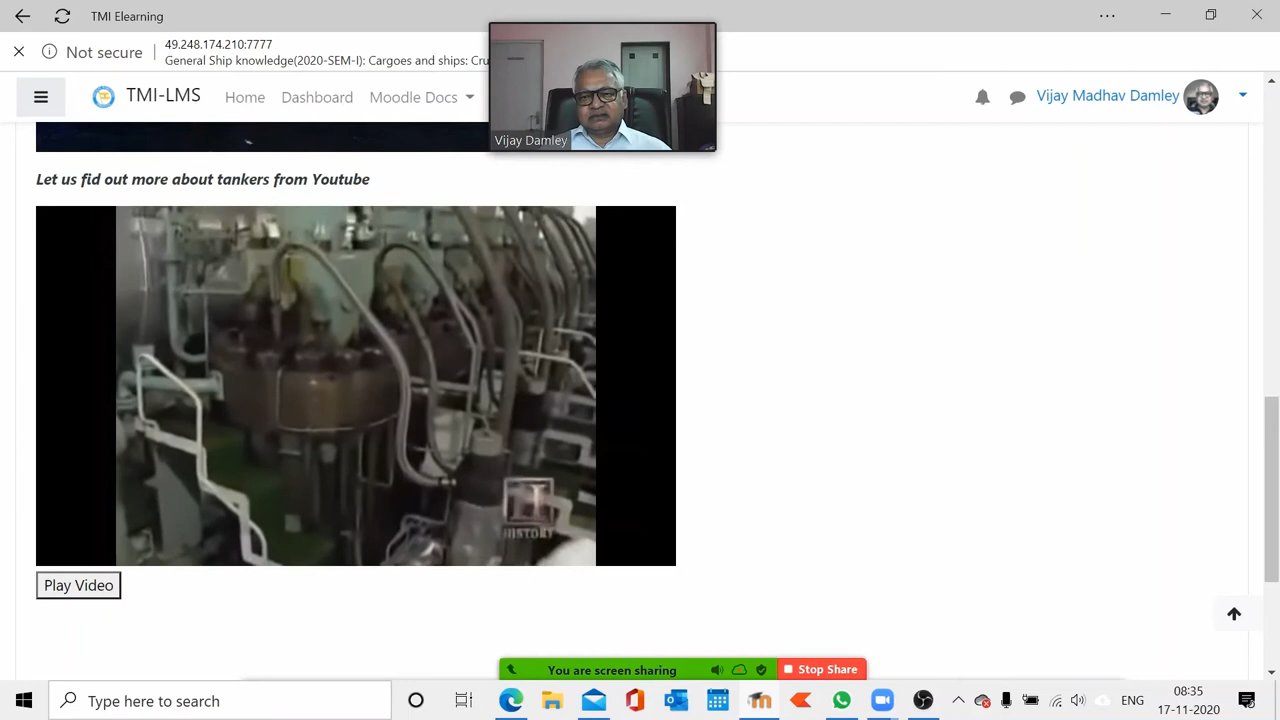 TMI Elearning
Not secure
49.248.174.210:7777
General Ship knowledge(2020-SEM-I): Cargoes and ships: Cru
TMI-LMS
Home
Dashboard
Moodle Docs
Vijay Madhav Damley
Vijay Damley
Let us fid out more about tankers from Youtube
HISTORY
Play Video
You are screen sharing
Stop Share
Type here to search
ENG
08:35
17-11-2020